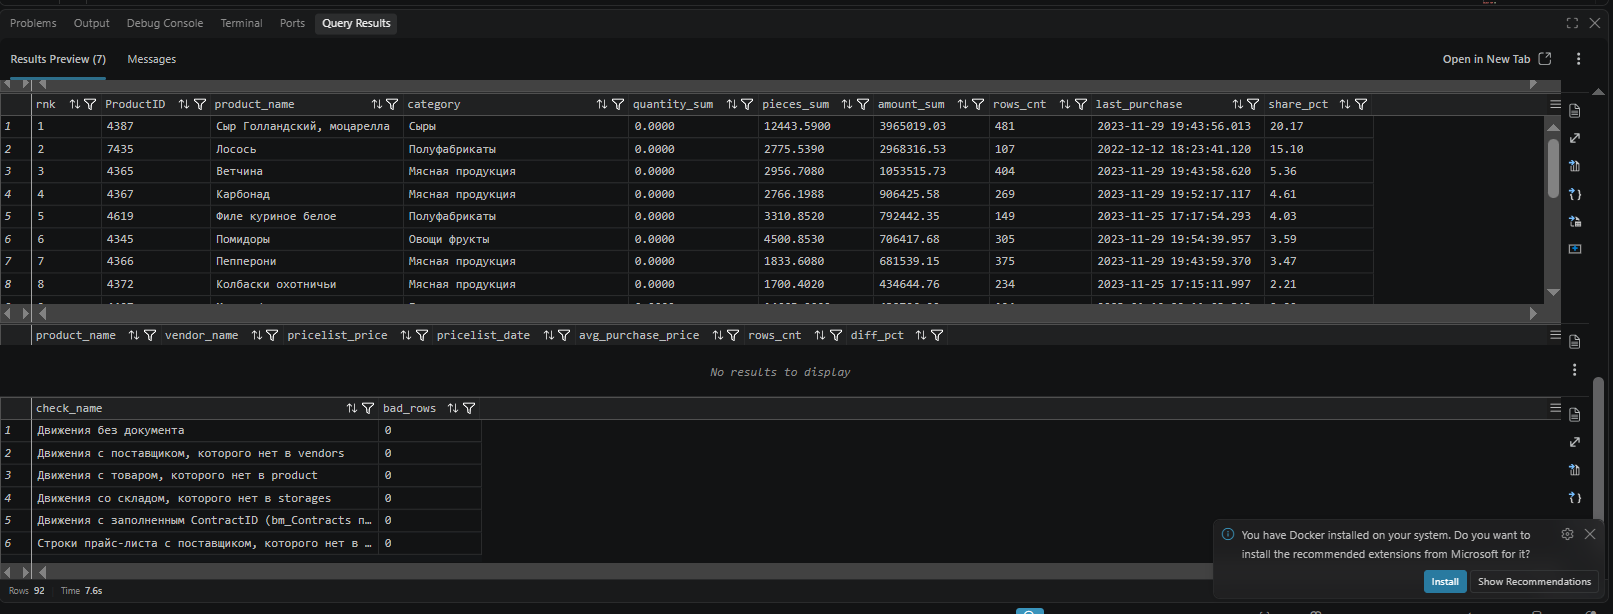 Problems Output Debug Console Terminal Ports Query Results
Results Preview (7) Messages Open in New Tab
rnk ProductID product_name category quantity_sum pieces_sum amount_sum rows_cnt last_purchase share_pct
1 1 4387 Сыр Голландский, моцарелла Сыры 0.0000 12443.5900 3965019.03 481 2023-11-29 19:43:56.013 20.17
2 2 7435 Лосось Полуфабрикаты 0.0000 2775.5390 2968316.53 107 2022-12-12 18:23:41.120 15.10
3 3 4365 Ветчина Мясная продукция 0.0000 2956.7080 1053515.73 404 2023-11-29 19:43:58.620 5.36
4 4 4367 Карбонад Мясная продукция 0.0000 2766.1988 906425.58 269 2023-11-29 19:52:17.117 4.61
5 5 4619 Филе куриное белое Полуфабрикаты 0.0000 3310.8520 792442.35 149 2023-11-25 17:17:54.293 4.03
6 6 4345 Помидоры Овощи фрукты 0.0000 4500.8530 706417.68 305 2023-11-29 19:54:39.957 3.59
7 7 4366 Пепперони Мясная продукция 0.0000 1833.6080 681539.15 375 2023-11-29 19:43:59.370 3.47
8 8 4372 Колбаски охотничьи Мясная продукция 0.0000 1700.4020 434644.76 234 2023-11-25 17:15:11.997 2.21
product_name vendor_name pricelist_price pricelist_date avg_purchase_price rows_cnt diff_pct
No results to display
check_name bad_rows
1 Движения без документа 0
2 Движения с поставщиком, которого нет в vendors 0
3 Движения с товаром, которого нет в product 0
4 Движения со складом, которого нет в storages 0
5 Движения с заполненным ContractID (bm_Contracts п… 0
6 Строки прайс-листа с поставщиком, которого нет в … 0
You have Docker installed on your system. Do you want to
install the recommended extensions from Microsoft for it?
Install Show Recommendations
Rows 92 Time 7.6s